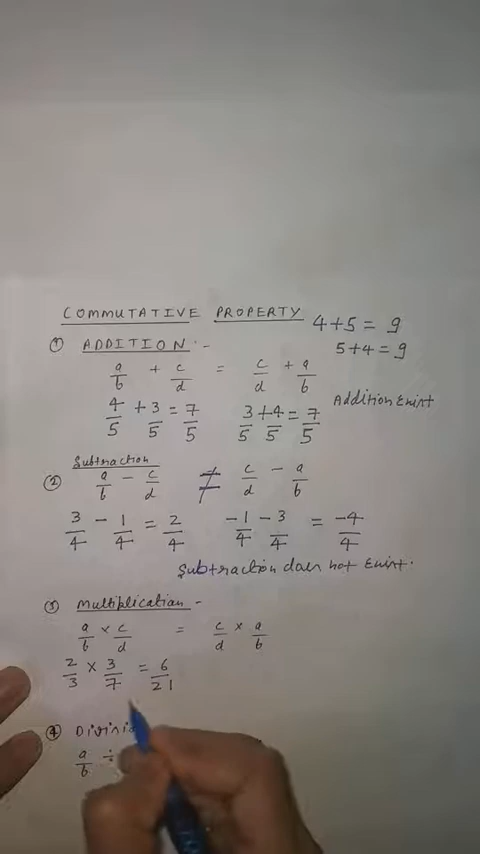 COMMUTATIVE PROPERTY
4+5 = 9
5+4 = 9
① ADDITION :-
a/b + c/d = c/d + a/b
4/5 + 3/5 = 7/5 3/5 + 4/5 = 7/5 Addition Exist
Subtraction
② a/b - c/d ≠ c/d - a/b
3/4 - 1/4 = 2/4 -1/4 - 3/4 = -4/4
Subtraction does not Exist.
③ Multiplication -
a/b × c/d = c/d × a/b
2/3 × 3/7 = 6/21
④
a/b ÷